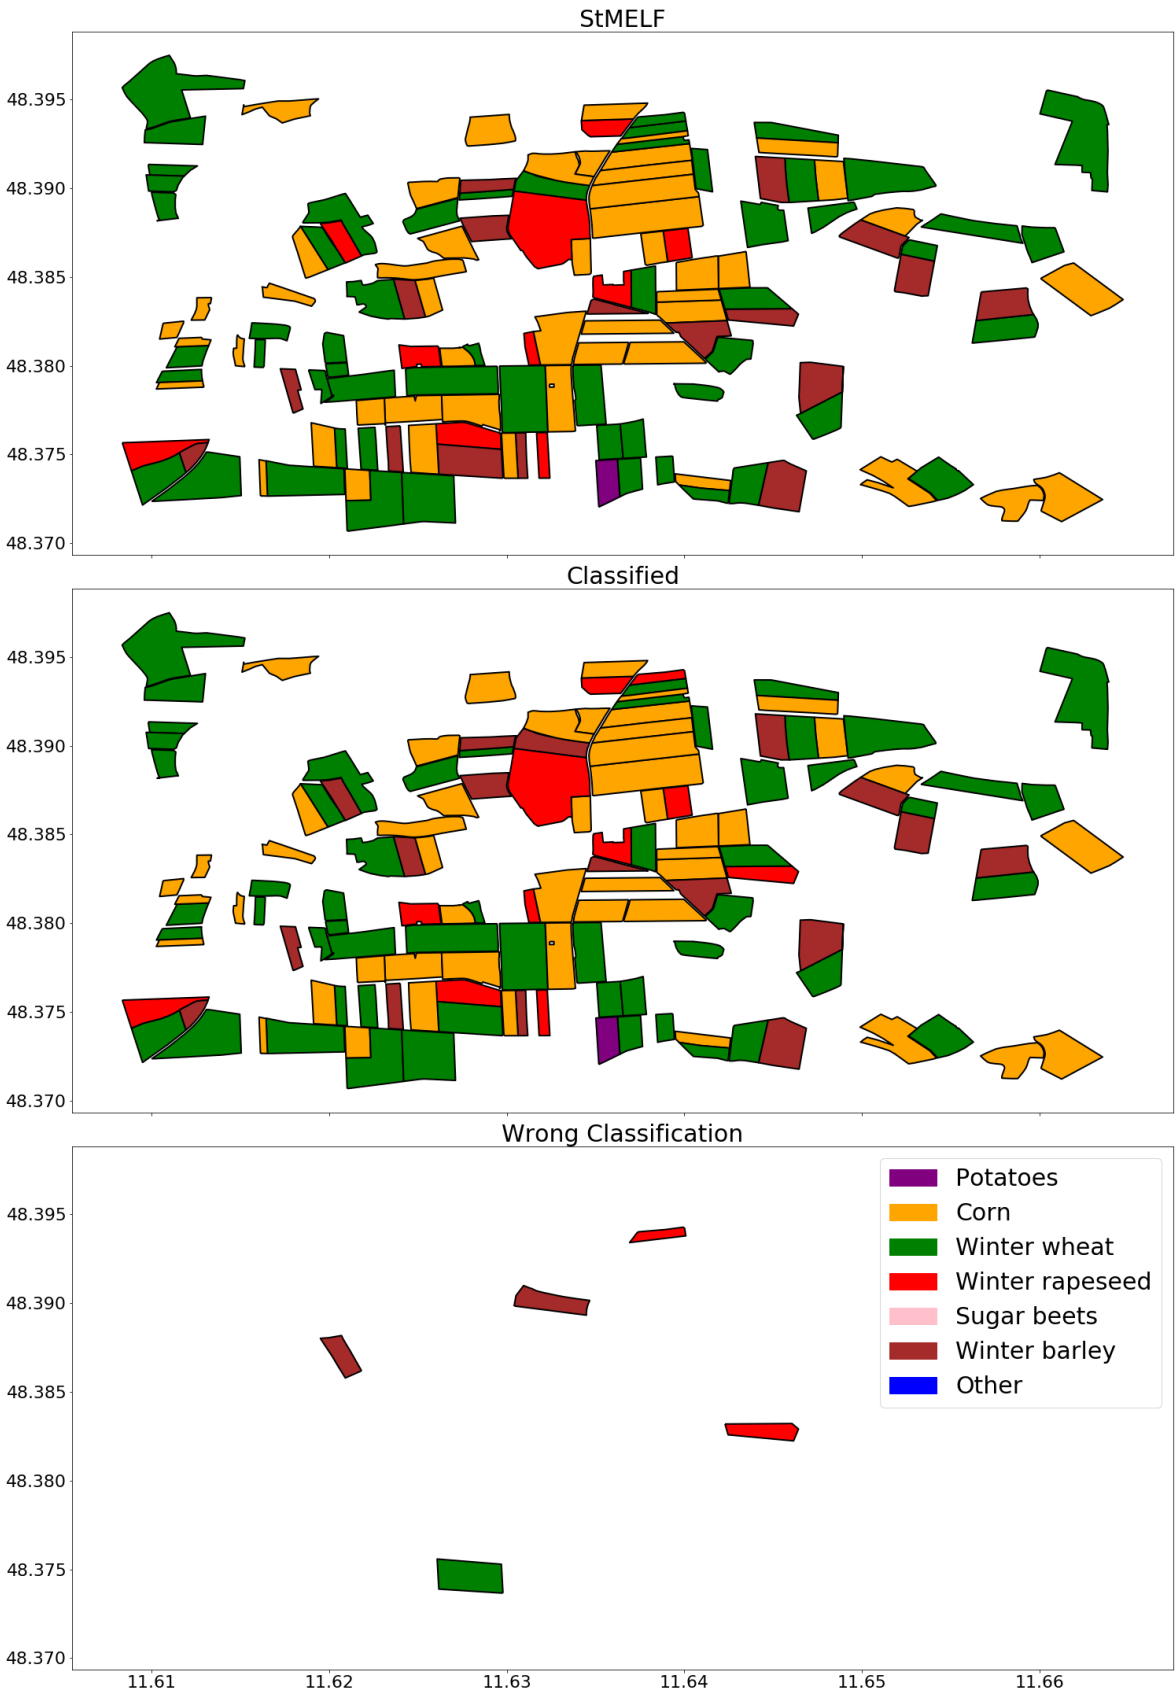 StMELF
48.395
48.390
48.385
48.380
48.375
48.370
Classified
48.395
48.390
48.385
48.380
48.375
48.370
Wrong Classification
48.395
48.390
48.385
48.380
48.375
48.370
Potatoes
Corn
Winter wheat
Winter rapeseed
Sugar beets
Winter barley
Other
11.61 11.62 11.63 11.64 11.65 11.66